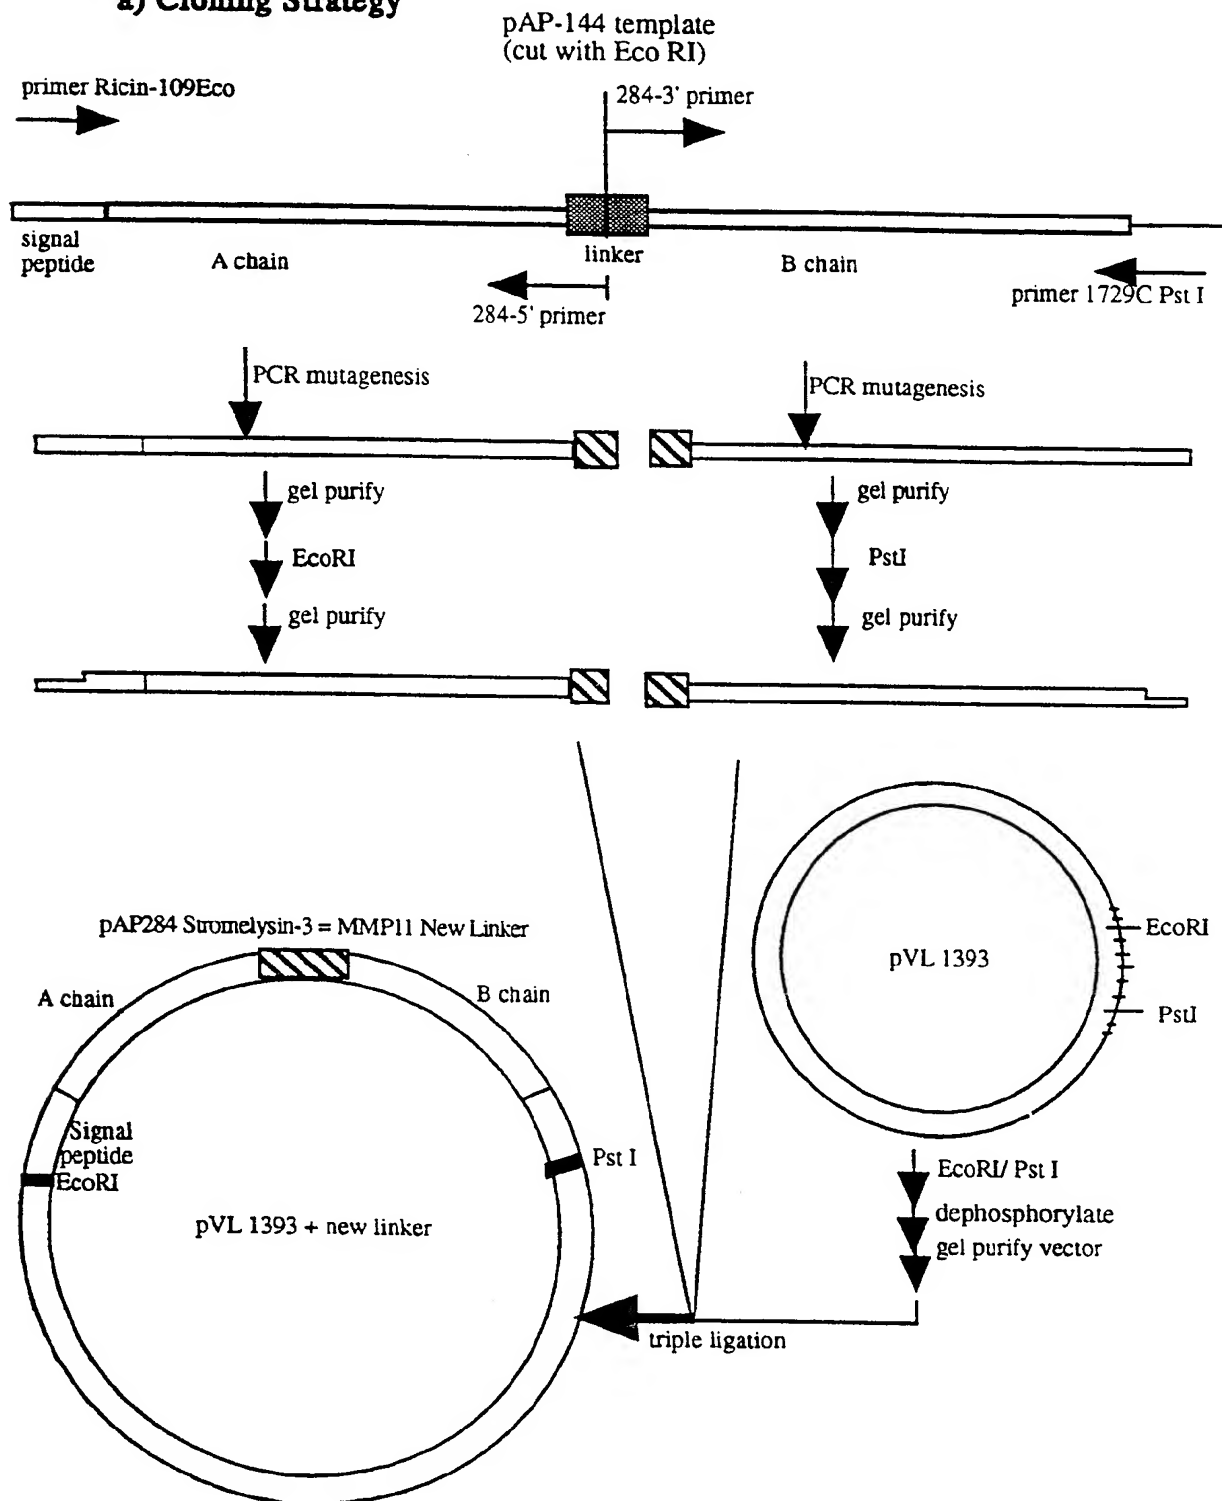 a) Cloning Strategy
pAP-144 template
(cut with Eco RI)
primer Ricin-109Eco
284-3' primer
signal
peptide
A chain
linker
B chain
284-5' primer
primer 1729C Pst I
PCR mutagenesis
PCR mutagenesis
gel purify
gel purify
EcoRI
PstI
gel purify
gel purify
pAP284 Stromelysin-3 = MMP11 New Linker
A chain
B chain
pVL 1393
EcoRI
PstI
Signal
peptide
EcoRI
Pst I
pVL 1393 + new linker
EcoRI/ Pst I
dephosphorylate
gel purify vector
triple ligation